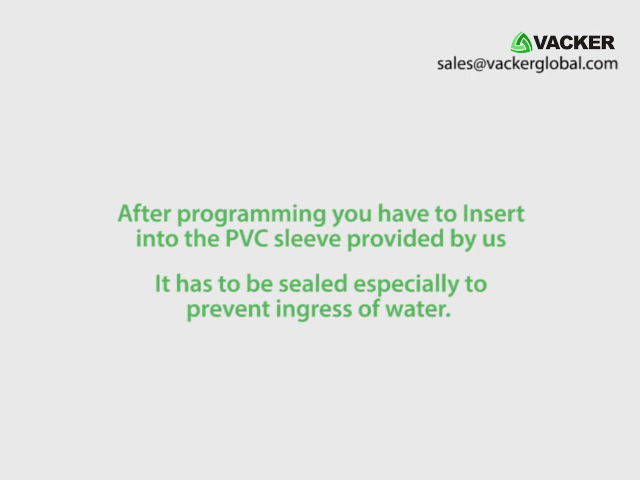 VACKER
sales@vackerglobal.com
After programming you have to Insert
into the PVC sleeve provided by us
It has to be sealed especially to
prevent ingress of water.